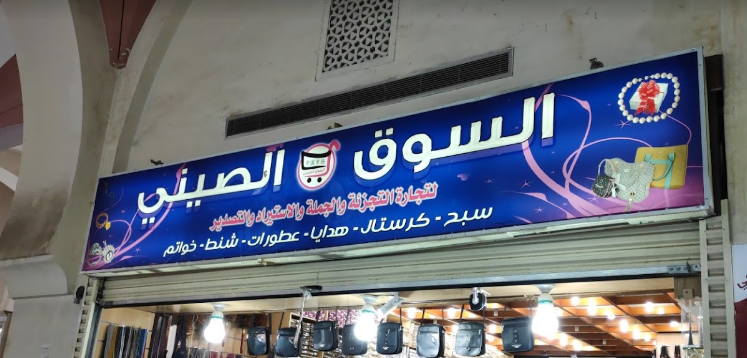 السوق الصيني
لتجارة التجزئة والجملة والاستيراد والتصدير
سبح - كرستال - هدايا - عطورات - شنط - خواتم